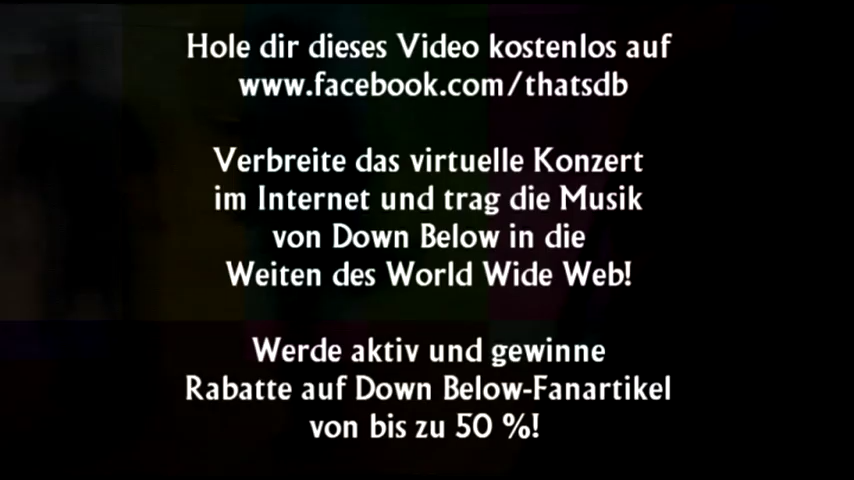 Hole dir dieses Video kostenlos auf
www.facebook.com/thatsdb
Verbreite das virtuelle Konzert
im Internet und trag die Musik
von Down Below in die
Weiten des World Wide Web!
Werde aktiv und gewinne
Rabatte auf Down Below-Fanartikel
von bis zu 50 %!